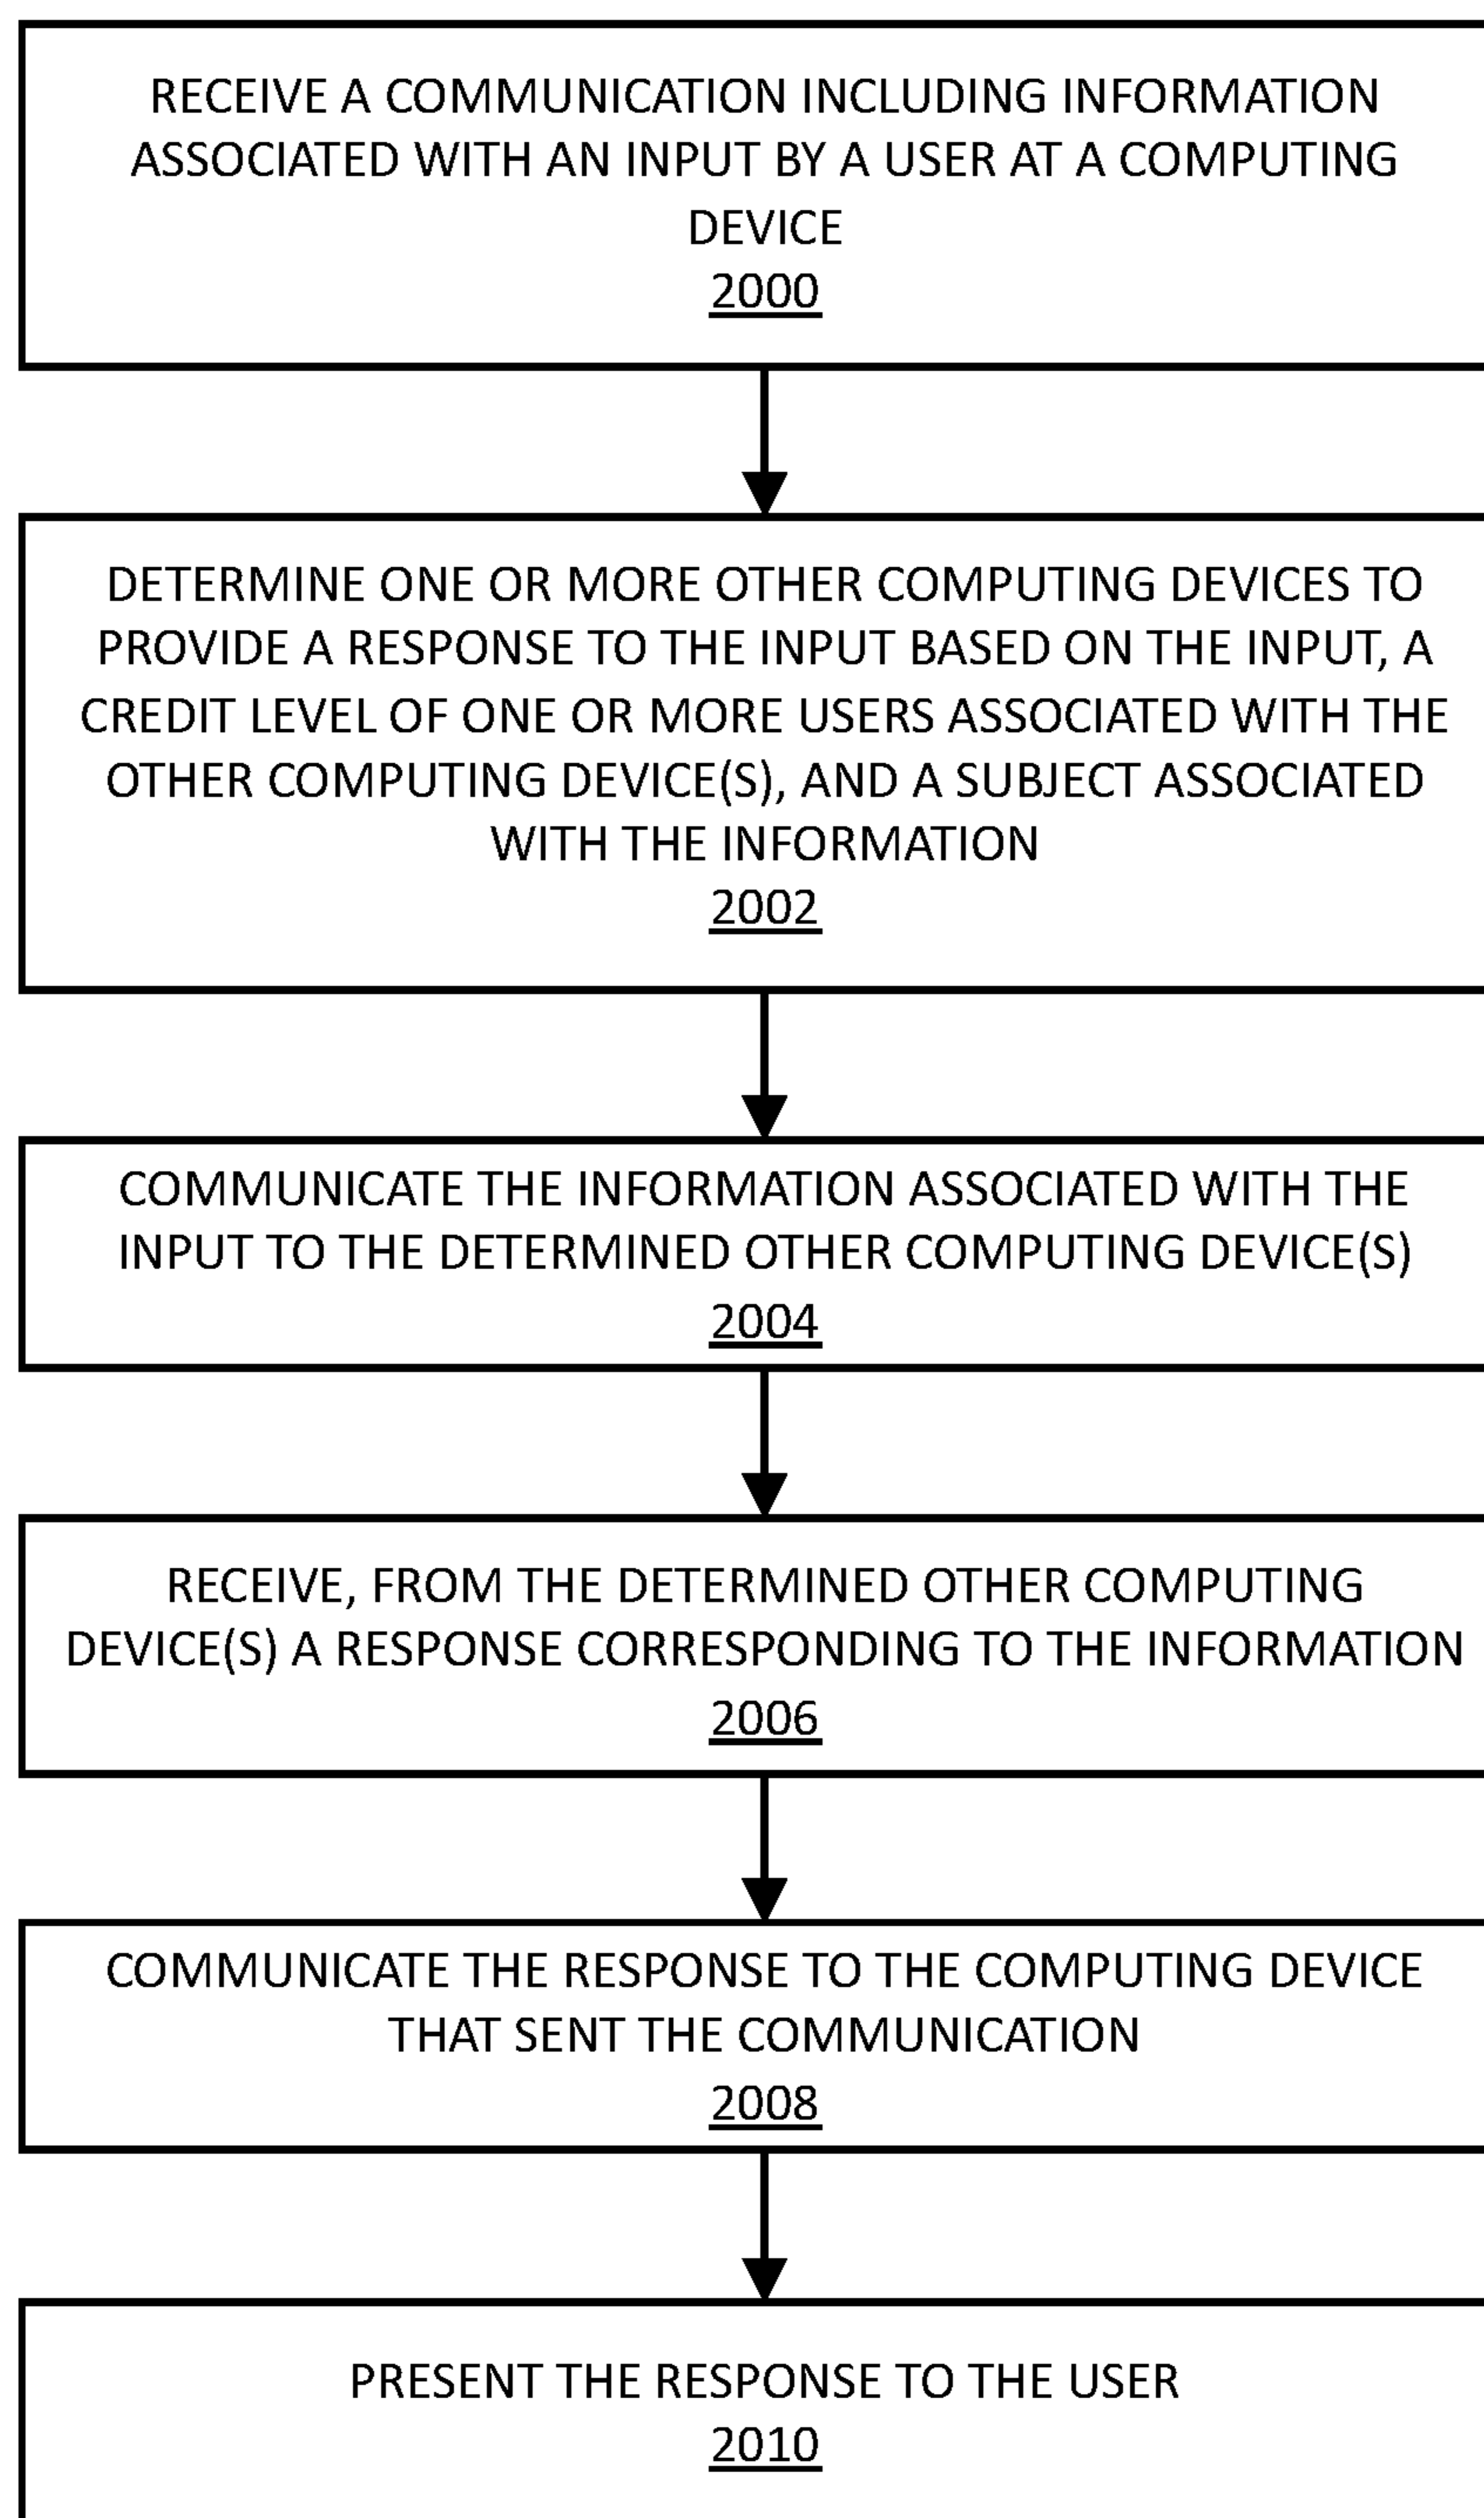 RECEIVE A COMMUNICATION INCLUDING INFORMATION
ASSOCIATED WITH AN INPUT BY A USER AT A COMPUTING
DEVICE
2000
DETERMINE ONE OR MORE OTHER COMPUTING DEVICES TO
PROVIDE A RESPONSE TO THE INPUT BASED ON THE INPUT, A
CREDIT LEVEL OF ONE OR MORE USERS ASSOCIATED WITH THE
OTHER COMPUTING DEVICE(S), AND A SUBJECT ASSOCIATED
WITH THE INFORMATION
2002
COMMUNICATE THE INFORMATION ASSOCIATED WITH THE
INPUT TO THE DETERMINED OTHER COMPUTING DEVICE(S)
2004
RECEIVE, FROM THE DETERMINED OTHER COMPUTING
DEVICE(S) A RESPONSE CORRESPONDING TO THE INFORMATION
2006
COMMUNICATE THE RESPONSE TO THE COMPUTING DEVICE
THAT SENT THE COMMUNICATION
2008
PRESENT THE RESPONSE TO THE USER
2010